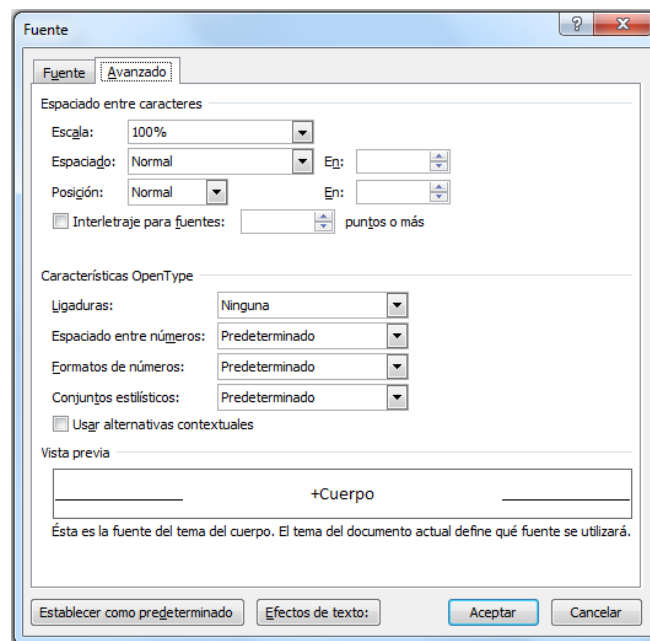 Fuente
Fuente Avanzado
Espaciado entre caracteres
Escala: 100%
Espaciado: Normal En:
Posición: Normal En:
Interletraje para fuentes: puntos o más
Características OpenType
Ligaduras: Ninguna
Espaciado entre números: Predeterminado
Formatos de números: Predeterminado
Conjuntos estilísticos: Predeterminado
Usar alternativas contextuales
Vista previa
+Cuerpo
Ésta es la fuente del tema del cuerpo. El tema del documento actual define qué fuente se utilizará.
Establecer como predeterminado Efectos de texto: Aceptar Cancelar